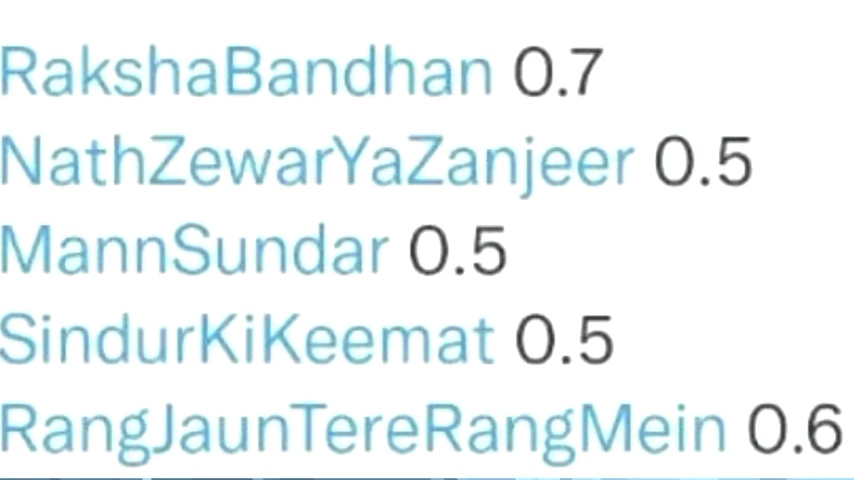 RakshaBandhan 0.7
NathZewarYaZanjeer 0.5
MannSundar 0.5
SindurKiKeemat 0.5
RangJaunTereRangMein 0.6